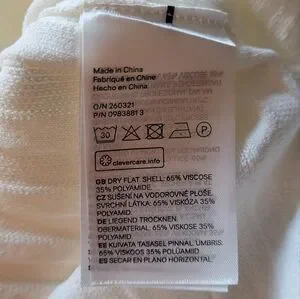 Made in China
Fabriqué en Chine
Hecho en China
O/N 260321
P/N 09838813
30
P
clevercare.info
GB DRY FLAT SHELL: 65% VISCOSE
35% POLYAMIDE.
CZ SUŠENÍ NA VODOROVNÉ PLOŠE.
SVRCHNÍ LÁTKA: 65% VISKÓZA 35%
POLYAMID.
DE LIEGEND TROCKNEN.
OBERMATERIAL: 65% VISKOSE 35%
POLYAMID.
EE KUIVATA TASASEL PINNAL ÜMBRIS:
65% VISKOOS 35% POLÜAMIID
ES SECAR EN PLANO HORIZONTAL